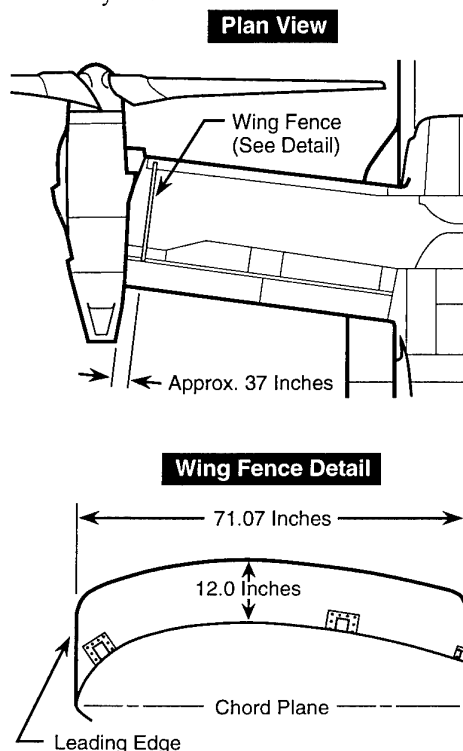 Plan View
Wing Fence
(See Detail)
Approx. 37 Inches
Wing Fence Detail
71.07 Inches
12.0 Inches
Chord Plane
Leading Edge